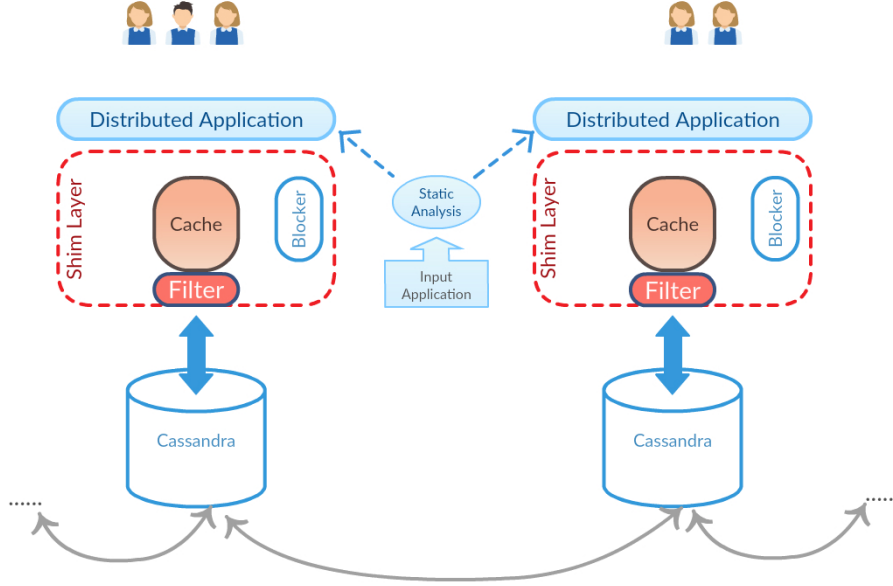 Distributed Application
Distributed Application
Shim Layer
Cache
Blocker
Filter
Static
Analysis
Input
Application
Shim Layer
Cache
Blocker
Filter
Cassandra
Cassandra
......
......